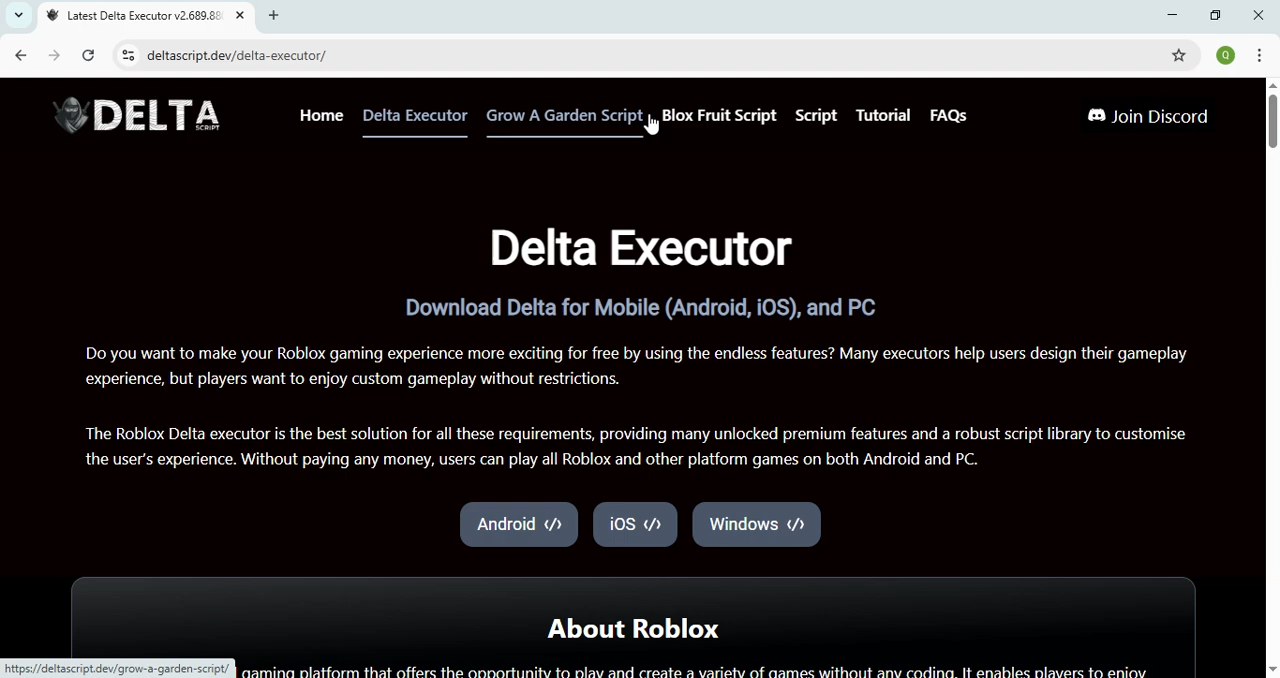 Latest Delta Executor v2.689.88
deltascript.dev/delta-executor/
Q
DELTA
SCRIPT
Home
Delta Executor
Grow A Garden Script
Blox Fruit Script
Script
Tutorial
FAQs
Join Discord
Delta Executor
Download Delta for Mobile (Android, iOS), and PC
Do you want to make your Roblox gaming experience more exciting for free by using the endless features? Many executors help users design their gameplay
experience, but players want to enjoy custom gameplay without restrictions.
The Roblox Delta executor is the best solution for all these requirements, providing many unlocked premium features and a robust script library to customise
the user's experience. Without paying any money, users can play all Roblox and other platform games on both Android and PC.
Android </>
iOS </>
Windows </>
About Roblox
gaming platform that offers the opportunity to play and create a variety of games without any coding. It enables players to enjoy
https://deltascript.dev/grow-a-garden-script/